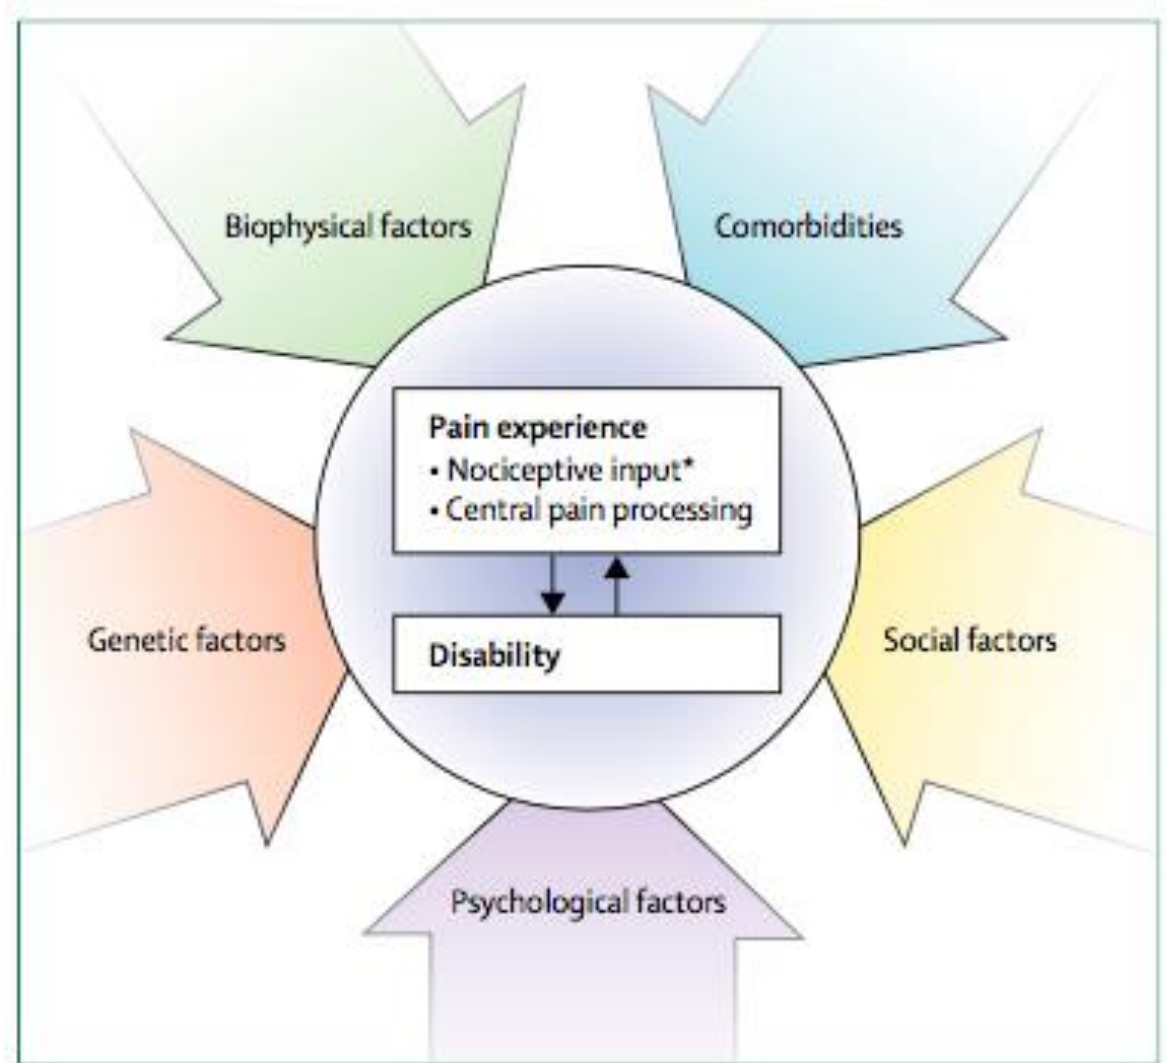 Biophysical factors
Comorbidities
Pain experience
• Nociceptive input*
• Central pain processing
Disability
Genetic factors
Social factors
Psychological factors